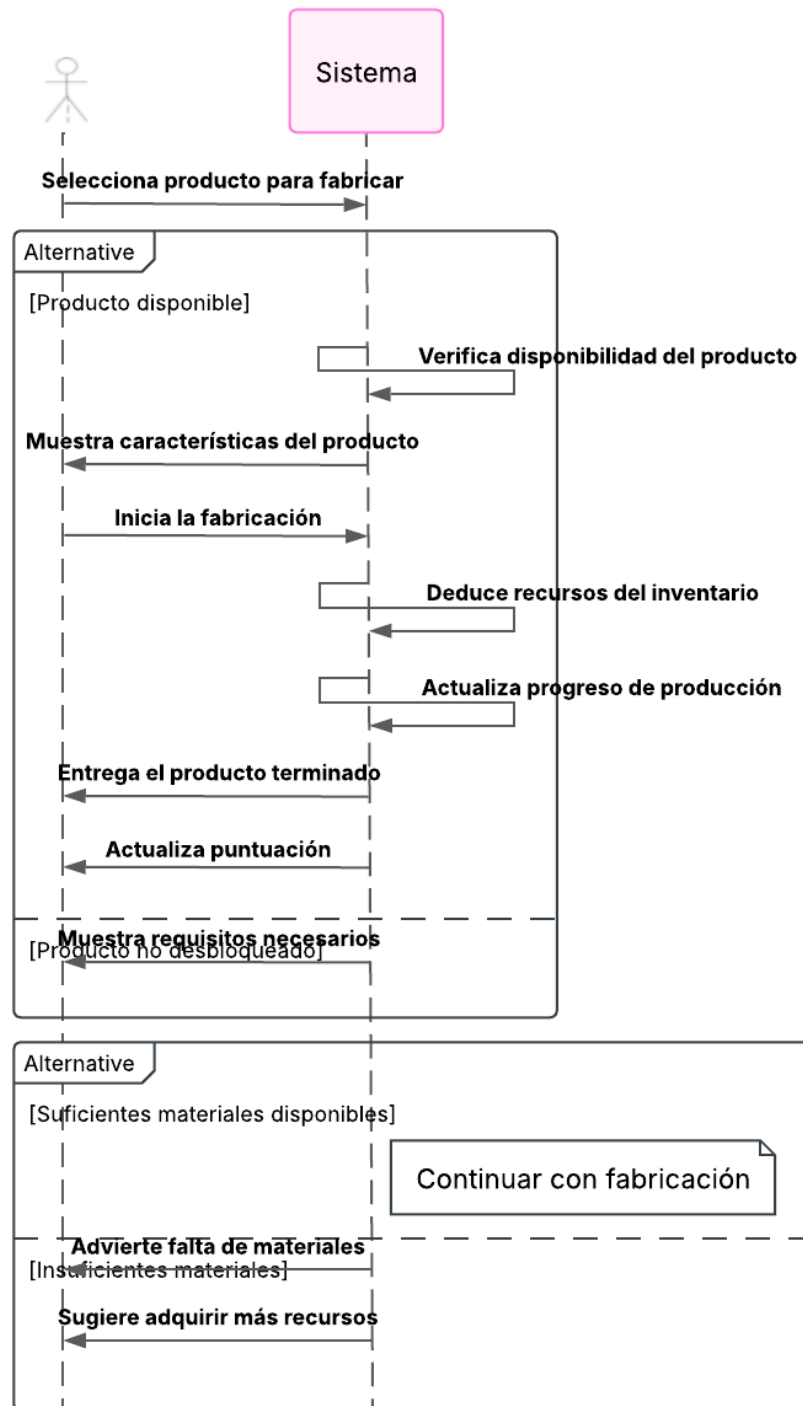 Sistema
Selecciona producto para fabricar
Alternative
[Producto disponible]
Verifica disponibilidad del producto
Muestra características del producto
Inicia la fabricación
Deduce recursos del inventario
Actualiza progreso de producción
Entrega el producto terminado
Actualiza puntuación
Muestra requisitos necesarios
[Producto no desbloqueado]
Alternative
[Suficientes materiales disponibles]
Continuar con fabricación
Advierte falta de materiales
[Insuficientes materiales]
Sugiere adquirir más recursos